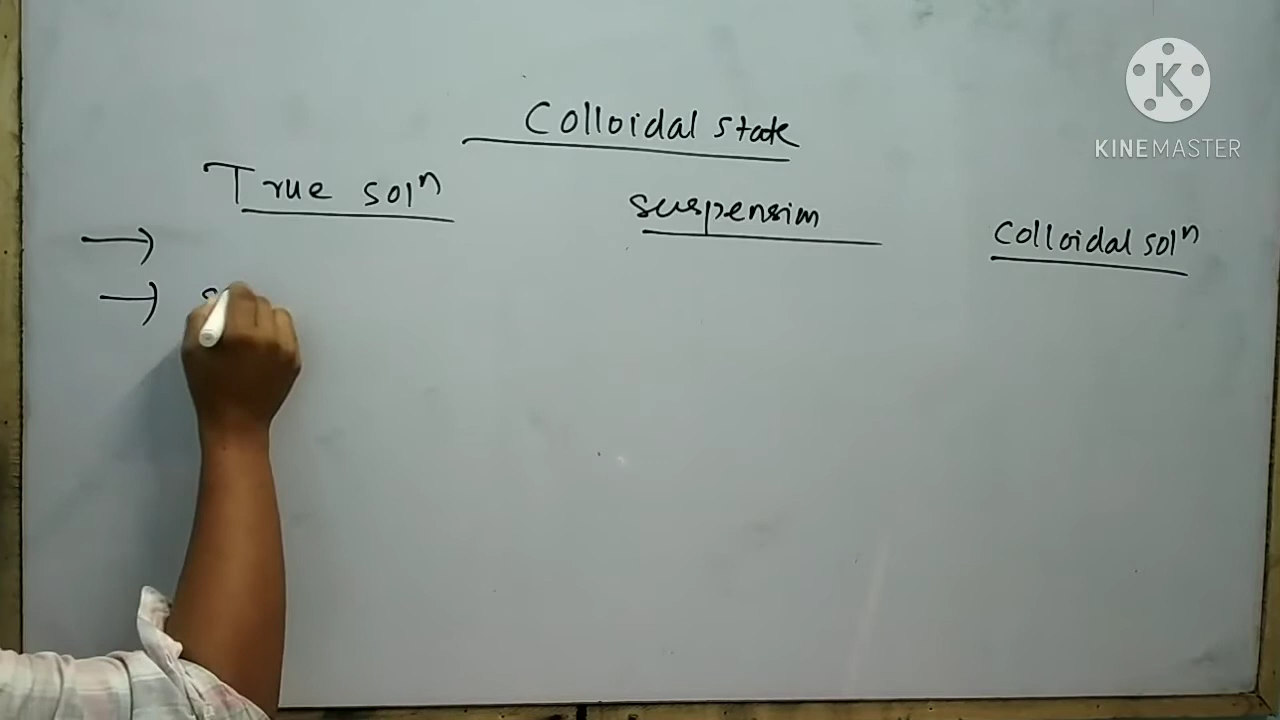 Colloidal state
True solⁿ
suspension
Colloidal solⁿ
→
→ S
K
KINEMASTER